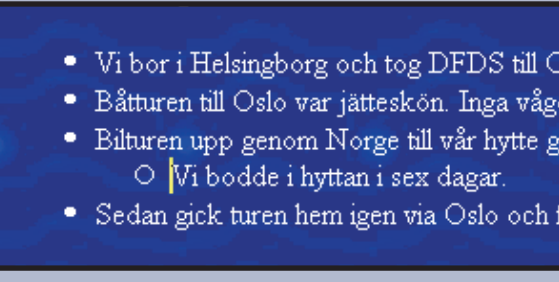 Vi bor i Helsingborg och tog DFDS till
Båtturen till Oslo var jätteskön. Inga
Bilturen upp genom Norge till vår hytte
Vi bodde i hyttan i sex dagar.
Sedan gick turen hem igen via Oslo och